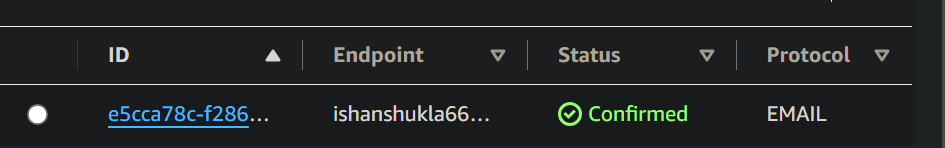 ID Endpoint Status Protocol
e5cca78c-f286... ishanshukla66... Confirmed EMAIL